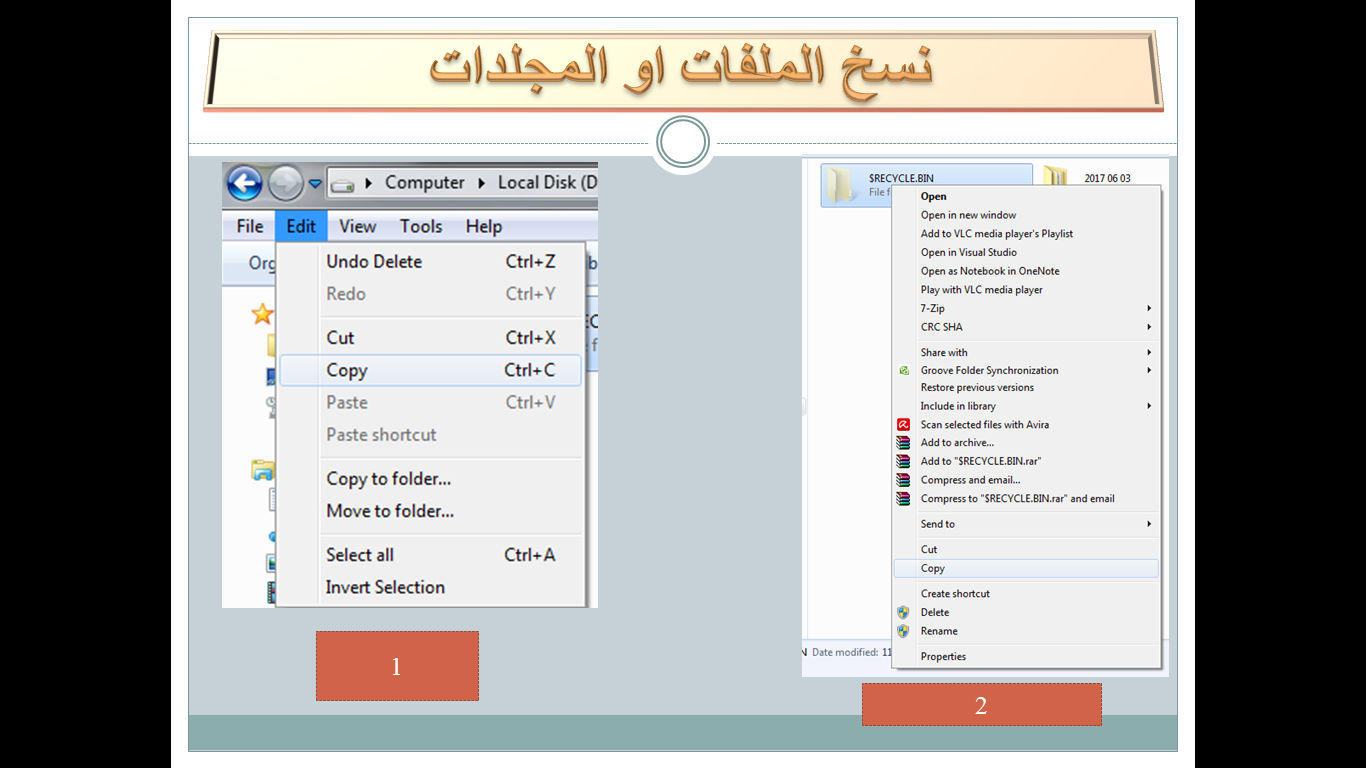 نسخ الملفات او المجلدات
Computer Local Disk (D
File Edit View Tools Help
Undo Delete Ctrl+Z
Redo Ctrl+Y
Cut Ctrl+X
Copy Ctrl+C
Paste Ctrl+V
Paste shortcut
Copy to folder...
Move to folder...
Select all Ctrl+A
Invert Selection
1
$RECYCLE.BIN
2017 06 03
Open
Open in new window
Add to VLC media player's Playlist
Open in Visual Studio
Open as Notebook in OneNote
Play with VLC media player
7-Zip
CRC SHA
Share with
Groove Folder Synchronization
Restore previous versions
Include in library
Scan selected files with Avira
Add to archive...
Add to "$RECYCLE.BIN.rar"
Compress and email...
Compress to "$RECYCLE.BIN.rar" and email
Send to
Cut
Copy
Create shortcut
Delete
Rename
Properties
Date modified: 11
2